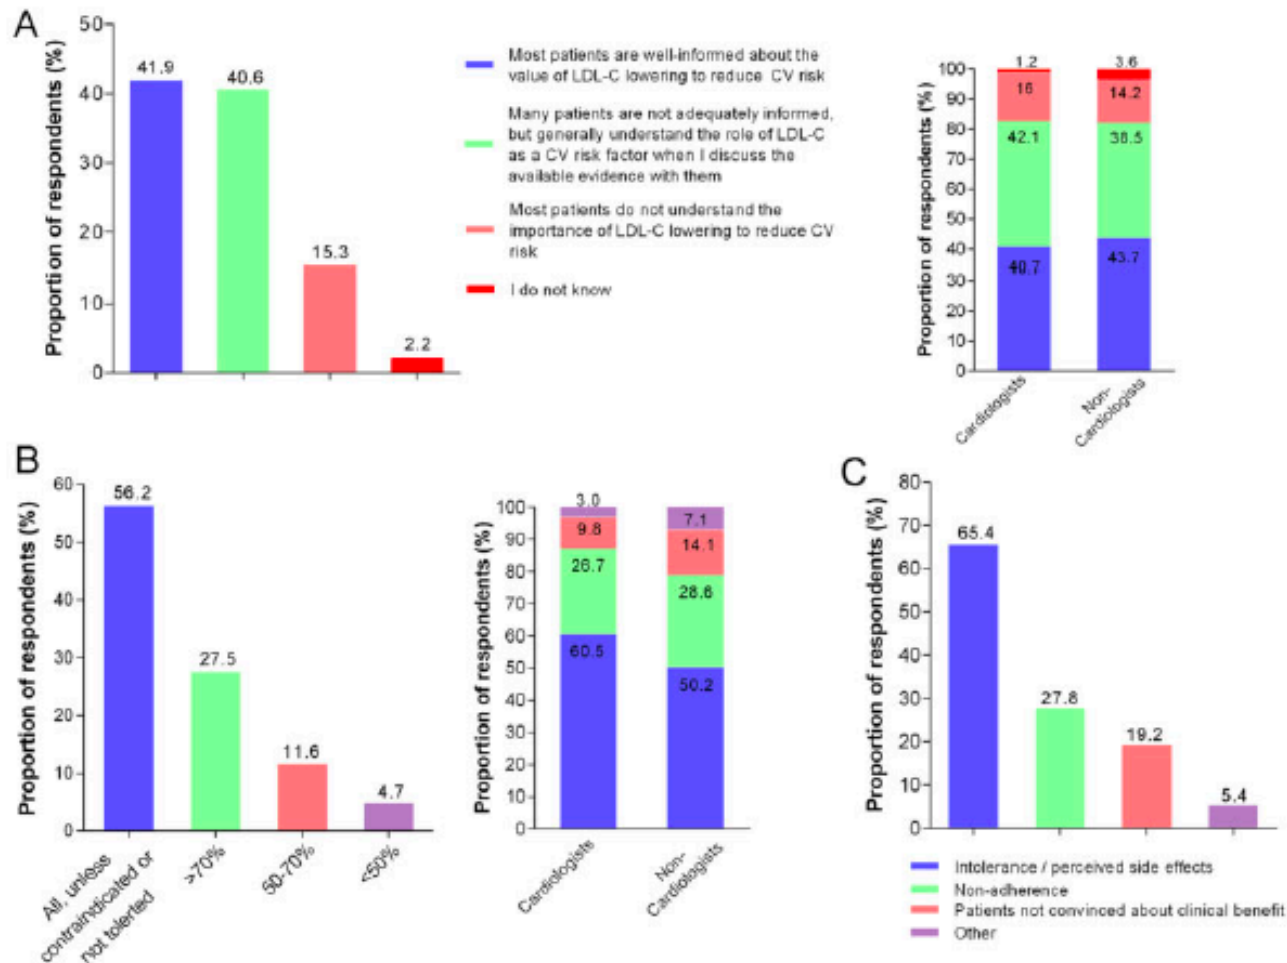 A
Proportion of respondents (%)
50
40
30
20
10
0
41.9
40.6
15.3
2.2
Most patients are well-informed about the
value of LDL-C lowering to reduce CV risk
Many patients are not adequately informed,
but generally understand the role of LDL-C
as a CV risk factor when I discuss the
available evidence with them
Most patients do not understand the
importance of LDL-C lowering to reduce CV
risk
I do not know
Proportion of respondents (%)
100
90
80
70
60
50
40
30
20
10
0
1.2
16
42.1
40.7
3.6
14.2
38.5
43.7
Cardiologists
Non-
Cardiologists
B
Proportion of respondents (%)
60
50
40
30
20
10
0
56.2
27.5
11.6
4.7
All, unless
contraindicated or
not tolerted
>70%
50-70%
<50%
Proportion of respondents (%)
100
90
80
70
60
50
40
30
20
10
0
3.0
9.8
26.7
60.5
7.1
14.1
28.6
50.2
Cardiologists
Non-
Cardiologists
C
Proportion of respondents (%)
80
70
60
50
40
30
20
10
0
65.4
27.8
19.2
5.4
Intolerance / perceived side effects
Non-adherence
Patients not convinced about clinical benefit
Other